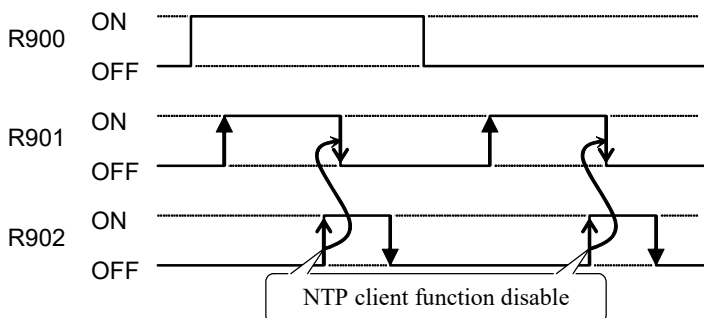 R900
ON
OFF
R901
ON
OFF
R902
ON
OFF
NTP client function disable